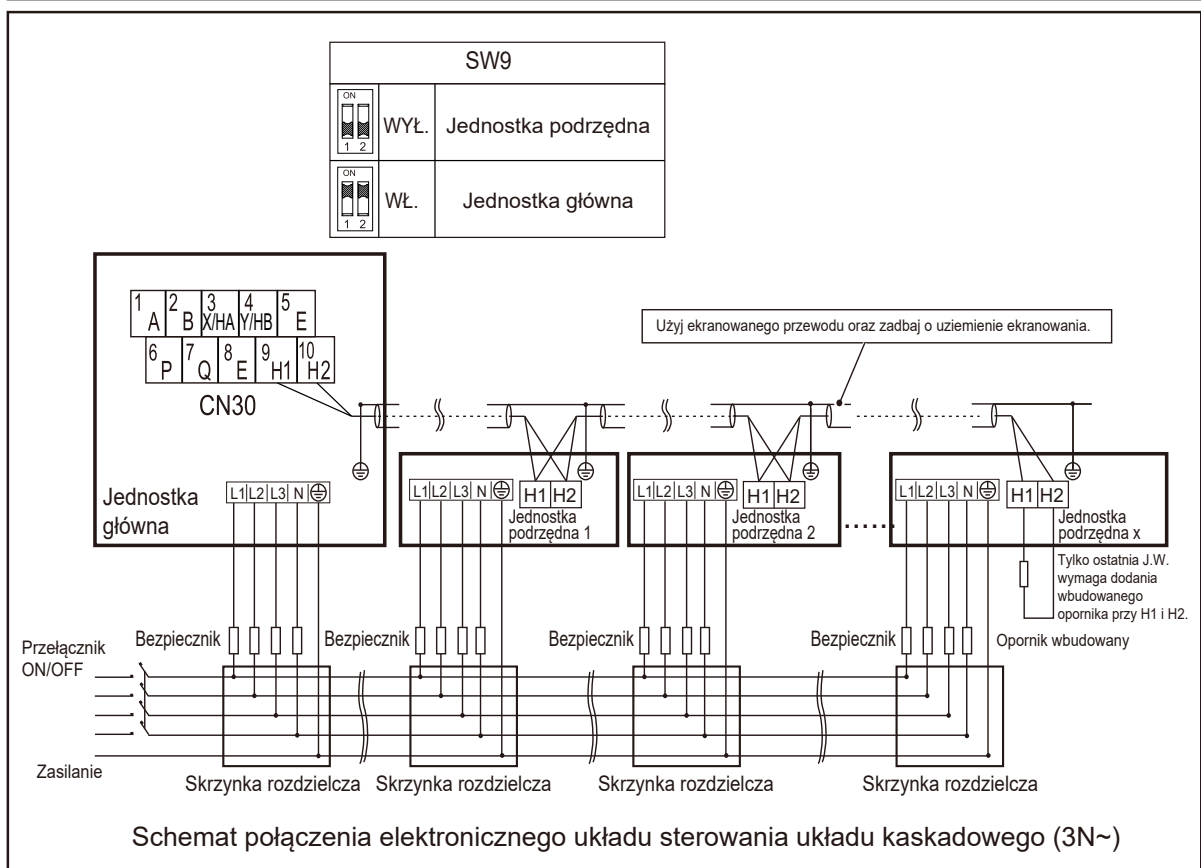 SW9
ON
1 2
WYŁ.
Jednostka podrzędna
ON
1 2
WŁ.
Jednostka główna
1 A
2 B
3 X/HA
4 Y/HB
5 E
6 P
7 Q
8 E
9 H1
10 H2
CN30
Użyj ekranowanego przewodu oraz zadbaj o uziemienie ekranowania.
Jednostka
główna
L1 L2 L3 N
L1 L2 L3 N
H1 H2
Jednostka
podrzędna 1
L1 L2 L3 N
H1 H2
Jednostka
podrzędna 2
......
L1 L2 L3 N
H1 H2
Jednostka
podrzędna x
Tylko ostatnia J.W.
wymaga dodania
wbudowanego
opornika przy H1 i H2.
Opornik wbudowany
Przełącznik
ON/OFF
Bezpiecznik
Bezpiecznik
Bezpiecznik
Bezpiecznik
Zasilanie
Skrzynka rozdzielcza
Skrzynka rozdzielcza
Skrzynka rozdzielcza
Skrzynka rozdzielcza
Schemat połączenia elektronicznego układu sterowania układu kaskadowego (3N~)